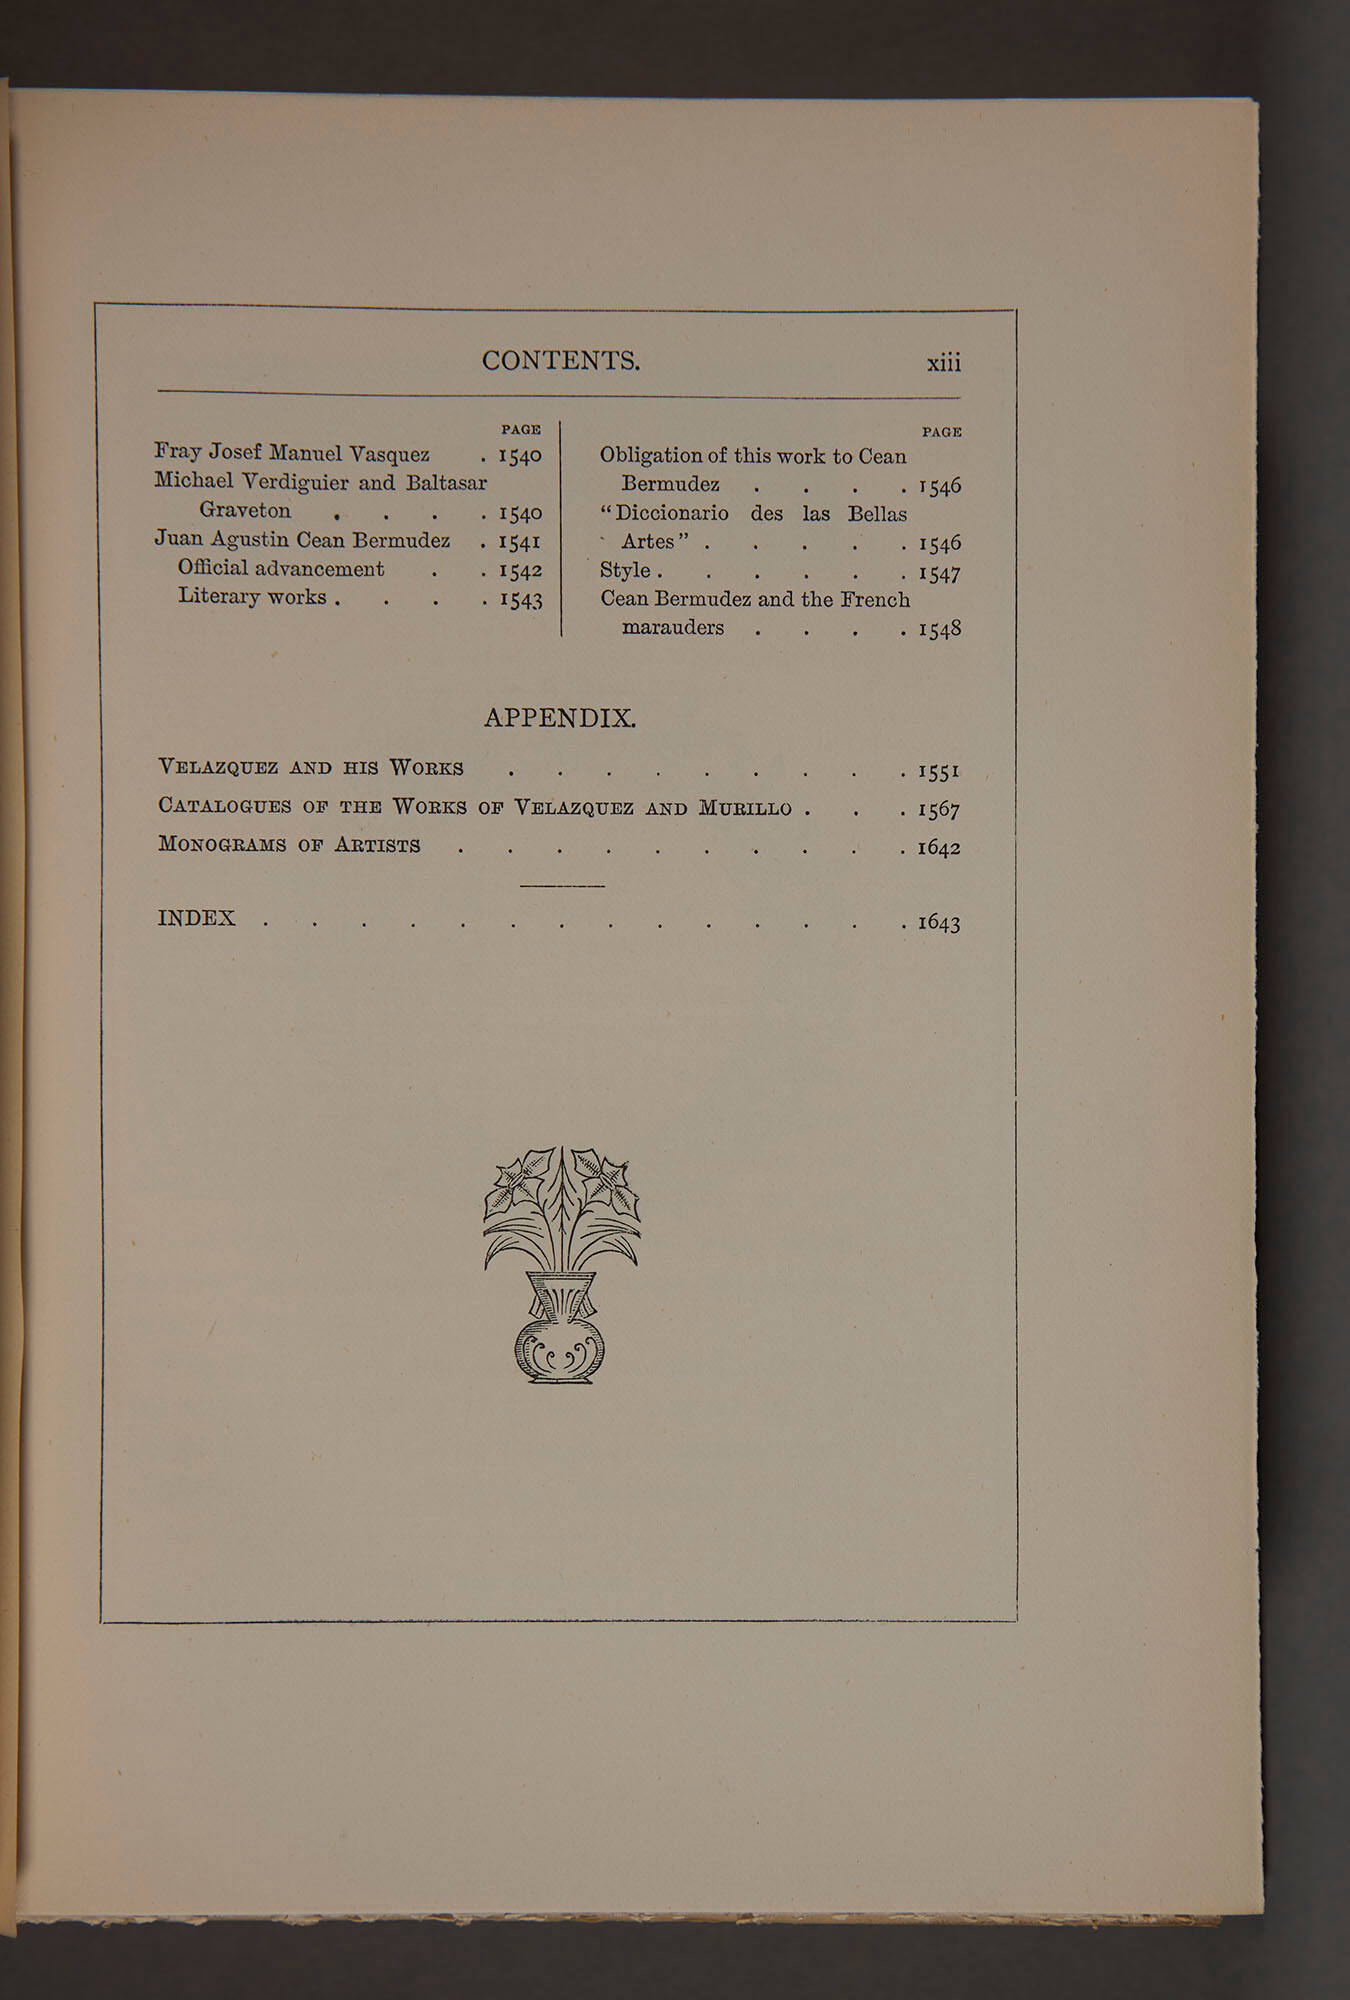 CONTENTS. xiii
PAGE
Fray Josef Manuel Vasquez . 1540
Michael Verdiguier and Baltasar
Graveton . . . . 1540
Juan Agustin Cean Bermudez . 1541
Official advancement . . 1542
Literary works . . . . 1543
PAGE
Obligation of this work to Cean
Bermudez . . . . 1546
“Diccionario des las Bellas
Artes” . . . . . 1546
Style . . . . . . 1547
Cean Bermudez and the French
marauders . . . . 1548
APPENDIX.
VELAZQUEZ AND HIS WORKS . . . . . . . . . 1551
CATALOGUES OF THE WORKS OF VELAZQUEZ AND MURILLO . . . 1567
MONOGRAMS OF ARTISTS . . . . . . . . . . 1642
INDEX . . . . . . . . . . . . . . 1643